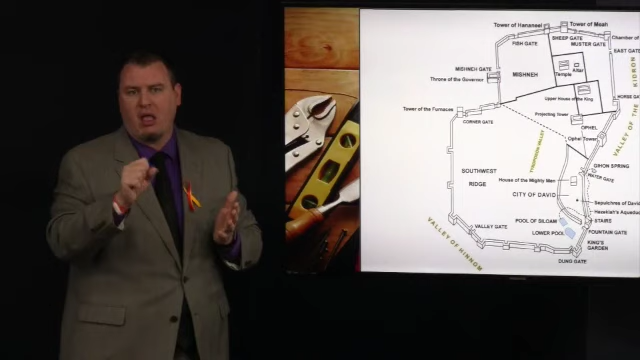 Tower of Hananeel
Tower of Meah
SHEEP GATE
Chamber of
FISH GATE
MUSTER GATE
EAST GATE
MISHNEH GATE
MISHNEH
Temple
Altar
Throne of the Governor
VALLEY OF THE KIDRON
Upper House of the King
HORSE GA
Tower of the Furnaces
Projecting Tower
CORNER GATE
OPHEL
Ophel Tower
TYROPOEON VALLEY
GIHON SPRING
SOUTHWEST
RIDGE
House of the Mighty Men
WATER GATE
CITY OF DAVID
Sepulchres of David
Hezekiah's Aquedu
POOL OF SILOAM
STAIRS
VALLEY GATE
LOWER POOL
FOUNTAIN GATE
KING'S
GARDEN
VALLEY OF HINNOM
DUNG GATE